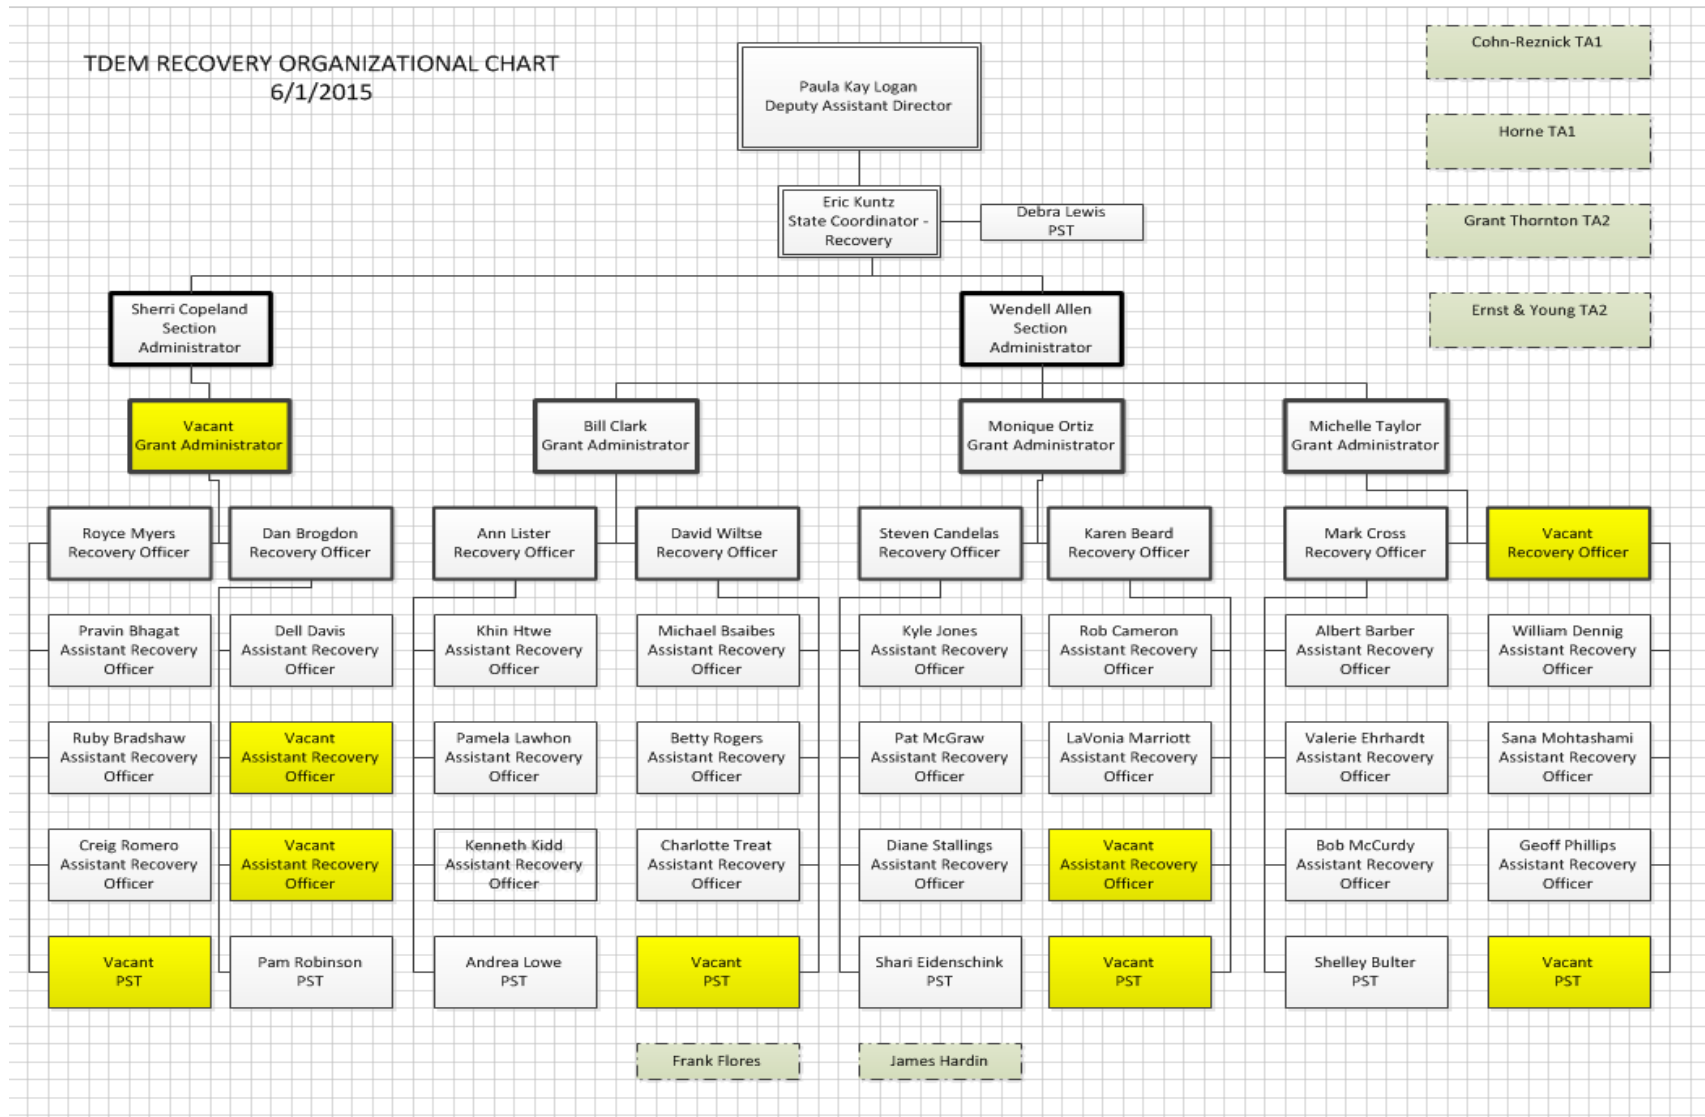 TDEM RECOVERY ORGANIZATIONAL CHART
6/1/2015
Paula Kay Logan
Deputy Assistant Director
Cohn-Reznick TA1
Horne TA1
Grant Thornton TA2
Ernst & Young TA2
Eric Kuntz
State Coordinator -
Recovery
Debra Lewis
PST
Sherri Copeland
Section
Administrator
Wendell Allen
Section
Administrator
Vacant
Grant Administrator
Bill Clark
Grant Administrator
Monique Ortiz
Grant Administrator
Michelle Taylor
Grant Administrator
Royce Myers
Recovery Officer
Dan Brogdon
Recovery Officer
Ann Lister
Recovery Officer
David Wiltse
Recovery Officer
Steven Candelas
Recovery Officer
Karen Beard
Recovery Officer
Mark Cross
Recovery Officer
Vacant
Recovery Officer
Pravin Bhagat
Assistant Recovery
Officer
Dell Davis
Assistant Recovery
Officer
Khin Htwe
Assistant Recovery
Officer
Michael Bsaibes
Assistant Recovery
Officer
Kyle Jones
Assistant Recovery
Officer
Rob Cameron
Assistant Recovery
Officer
Albert Barber
Assistant Recovery
Officer
William Dennig
Assistant Recovery
Officer
Ruby Bradshaw
Assistant Recovery
Officer
Vacant
Assistant Recovery
Officer
Pamela Lawhon
Assistant Recovery
Officer
Betty Rogers
Assistant Recovery
Officer
Pat McGraw
Assistant Recovery
Officer
LaVonia Marriott
Assistant Recovery
Officer
Valerie Ehrhardt
Assistant Recovery
Officer
Sana Mohtashami
Assistant Recovery
Officer
Creig Romero
Assistant Recovery
Officer
Vacant
Assistant Recovery
Officer
Kenneth Kidd
Assistant Recovery
Officer
Charlotte Treat
Assistant Recovery
Officer
Diane Stallings
Assistant Recovery
Officer
Vacant
Assistant Recovery
Officer
Bob McCurdy
Assistant Recovery
Officer
Geoff Phillips
Assistant Recovery
Officer
Vacant
PST
Pam Robinson
PST
Andrea Lowe
PST
Vacant
PST
Shari Eidenschink
PST
Vacant
PST
Shelley Bulter
PST
Vacant
PST
Frank Flores
James Hardin